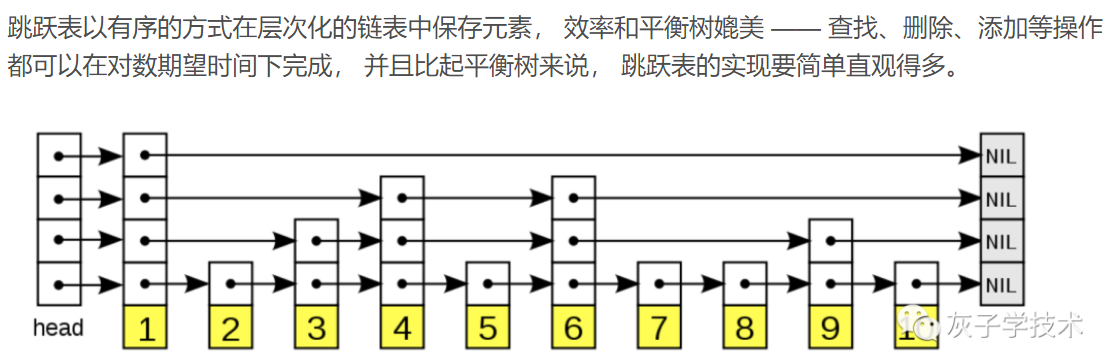 跳跃表以有序的方式在层次化的链表中保存元素， 效率和平衡树媲美 —— 查找、删除、添加等操作
都可以在对数期望时间下完成， 并且比起平衡树来说， 跳跃表的实现要简单直观得多。
NIL
NIL
NIL
NIL
head 1 2 3 4 5 6 7 8 9
灰子学技术